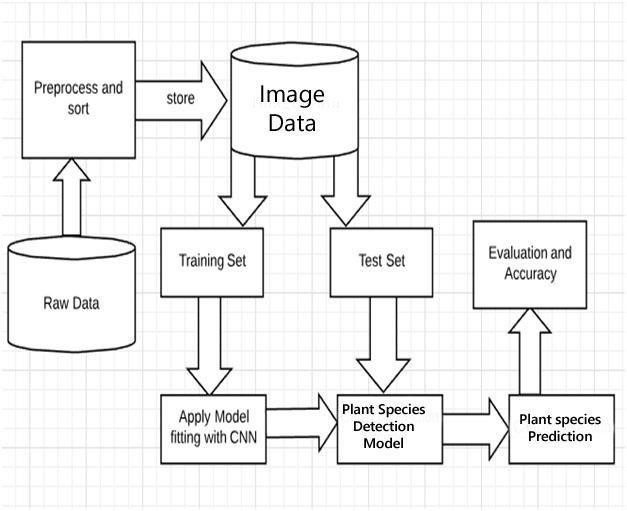 Preprocess and
sort
store
Image
Data
Raw Data
Training Set
Test Set
Evaluation and
Accuracy
Apply Model
fitting with CNN
Plant Species
Detection
Model
Plant species
Prediction